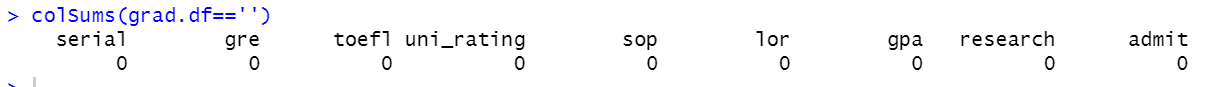 > colSums(grad.df=='')
serial gre toefl uni_rating sop lor gpa research admit
0 0 0 0 0 0 0 0 0
>